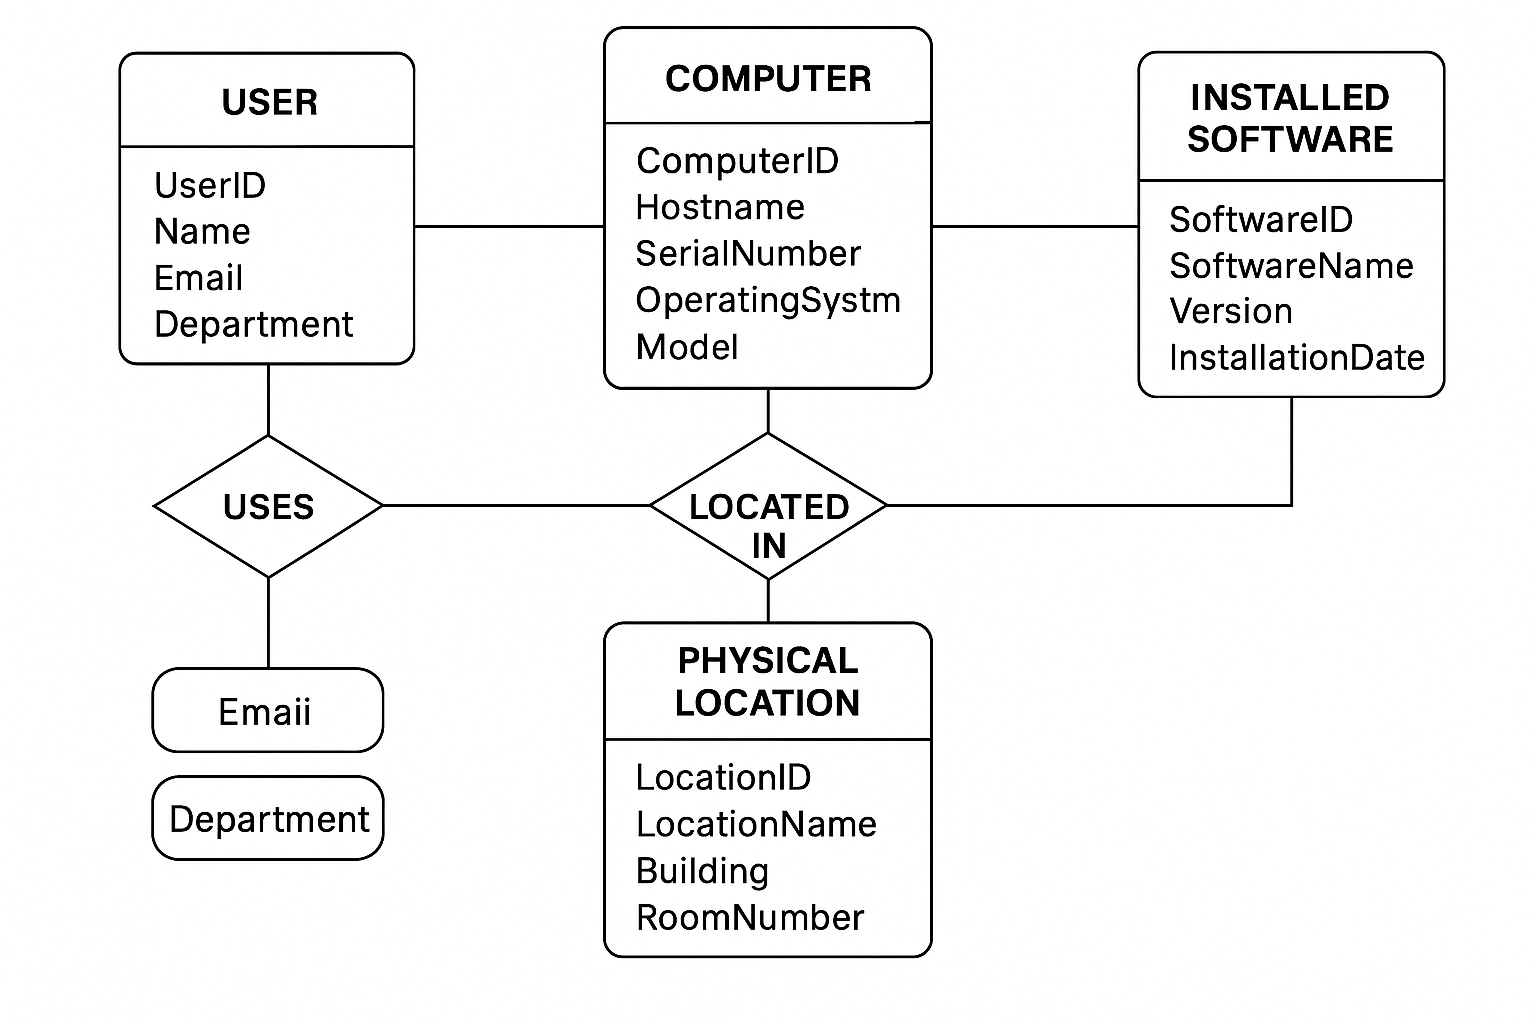 USER
UserID
Name
Email
Department
COMPUTER
ComputerID
Hostname
SerialNumber
OperatingSystm
Model
INSTALLED
SOFTWARE
SoftwareID
SoftwareName
Version
InstallationDate
USES
LOCATED
IN
Emaii
Department
PHYSICAL
LOCATION
LocationID
LocationName
Building
RoomNumber